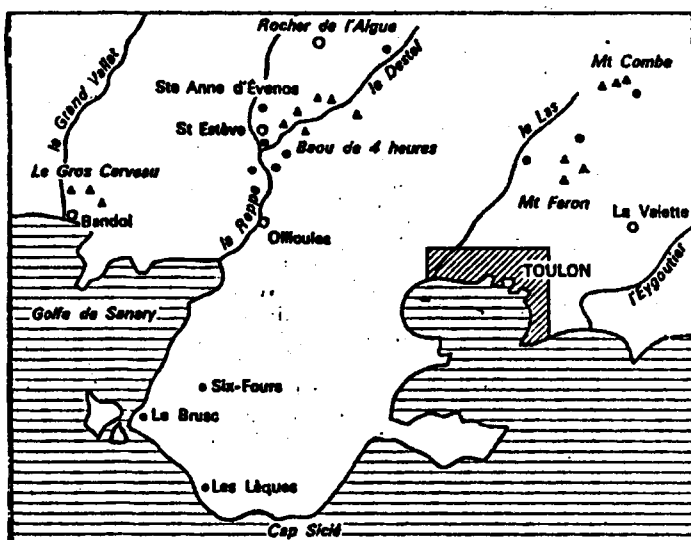 Rocher de l'Aigue
Mt Combe
le Destel
Ste Anne d'Évenos
le Grand Vallat
St Estève
le Las
Beou de 4 heures
Le Gros Cerveau
Mt Faron
Bandol
La Valette
le Reppe
Ollioules
TOULON
l'Eygoutier
Golfe de Sanary
Six-Fours
Le Brusc
Les Lèques
Cap Sicié